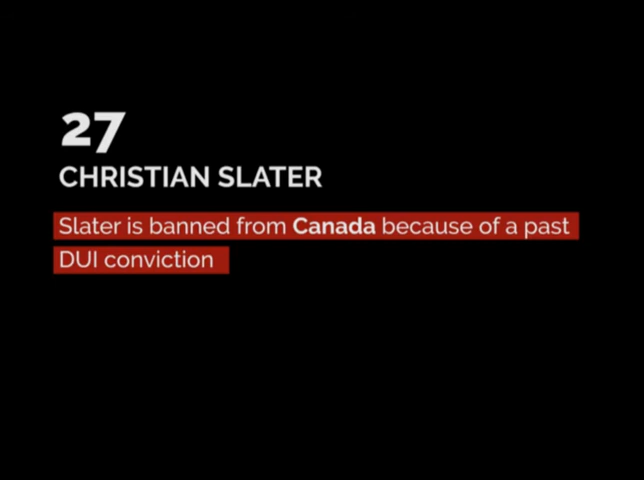 27
CHRISTIAN SLATER
Slater is banned from Canada because of a past
DUI conviction